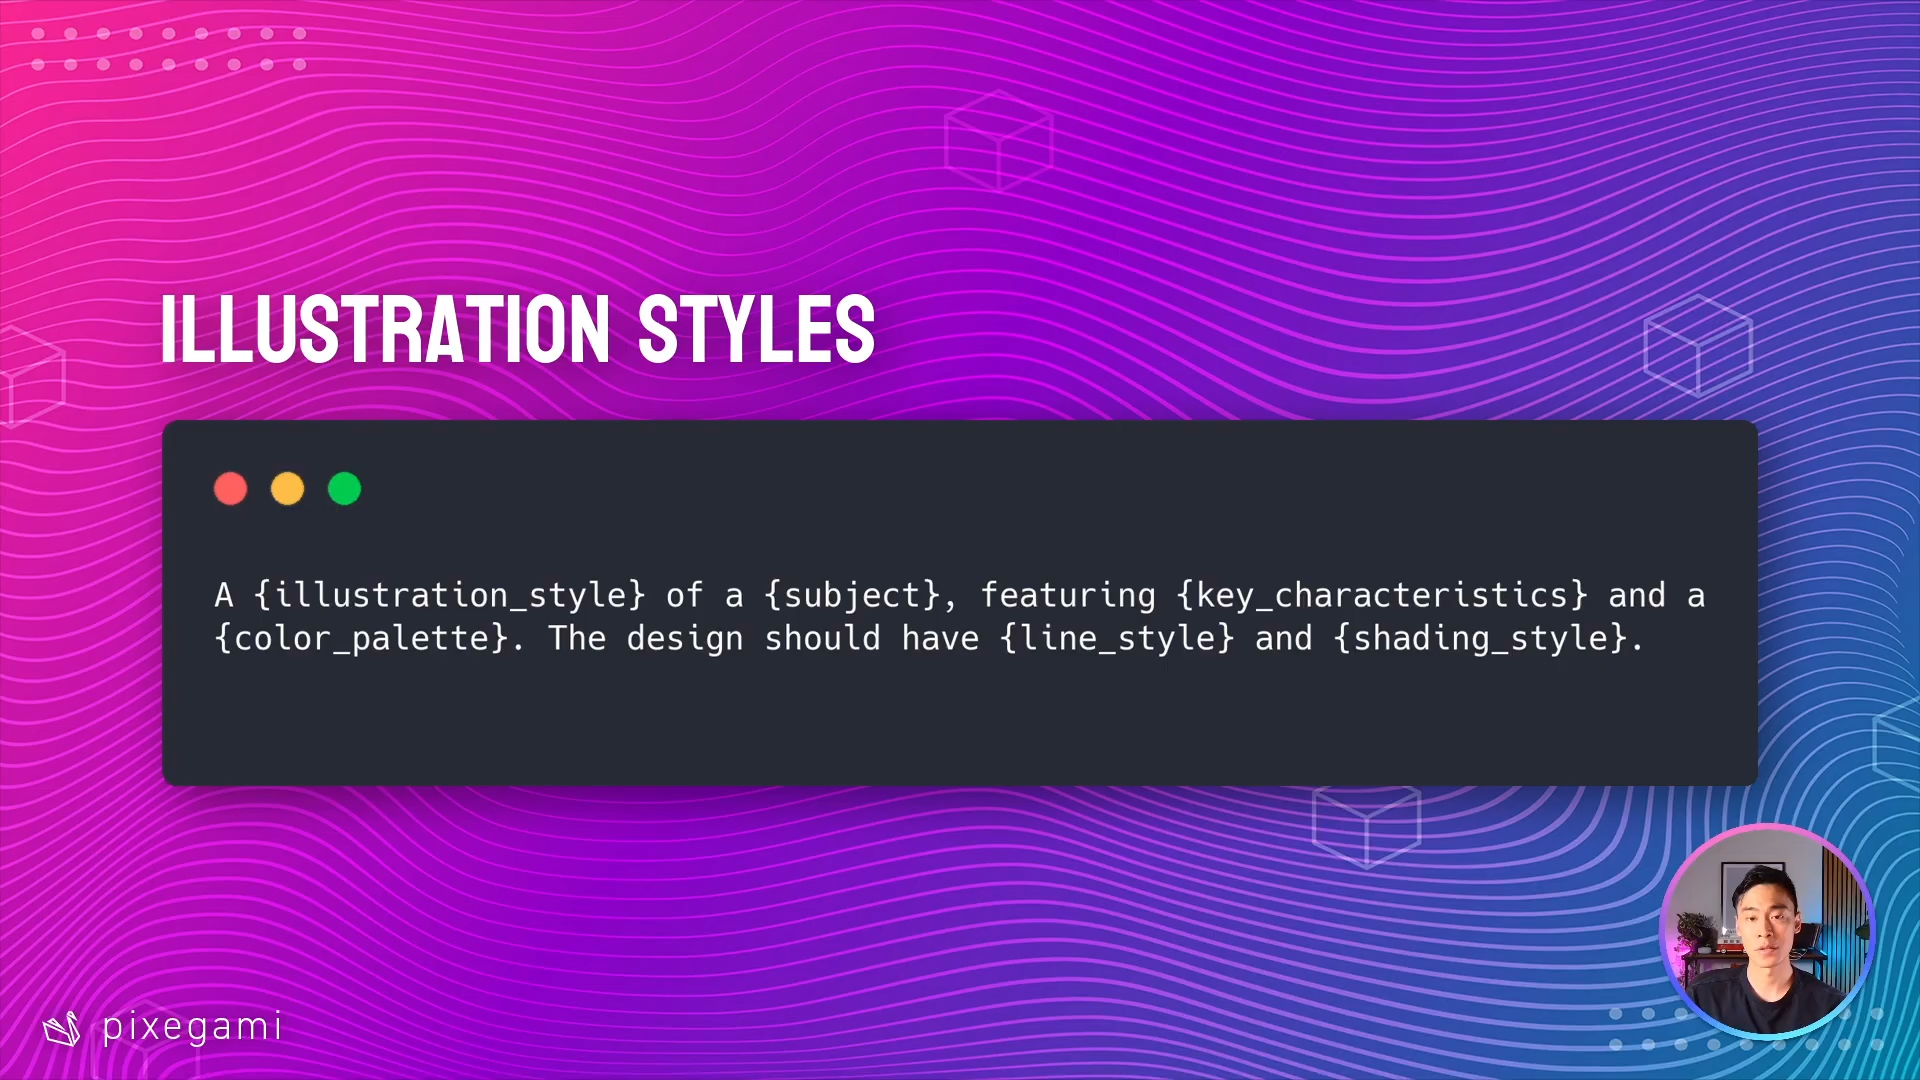 ILLUSTRATION STYLES
A {illustration_style} of a {subject}, featuring {key_characteristics} and a
{color_palette}. The design should have {line_style} and {shading_style}.
pixegami